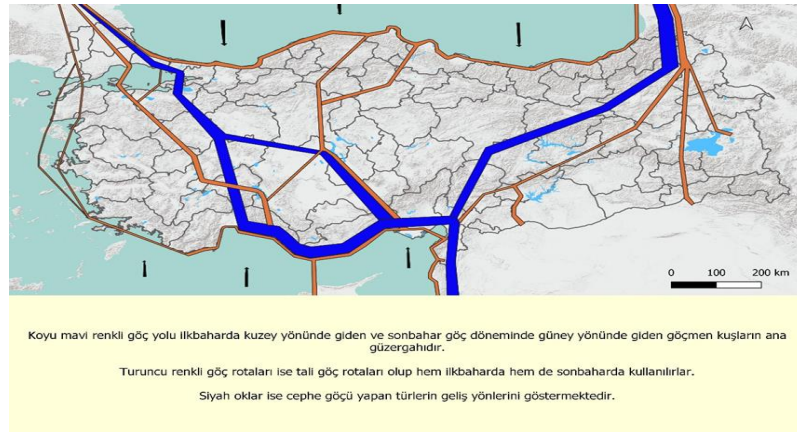 0 100 200 km
Koyu mavi renkli göç yolu ilkbaharda kuzey yönünde giden ve sonbahar göç döneminde güney yönünde giden göçmen kuşların ana
güzergahıdır.
Turuncu renkli göç rotaları ise tali göç rotaları olup hem ilkbaharda hem de sonbaharda kullanılırlar.
Siyah oklar ise cephe göçü yapan türlerin geliş yönlerini göstermektedir.